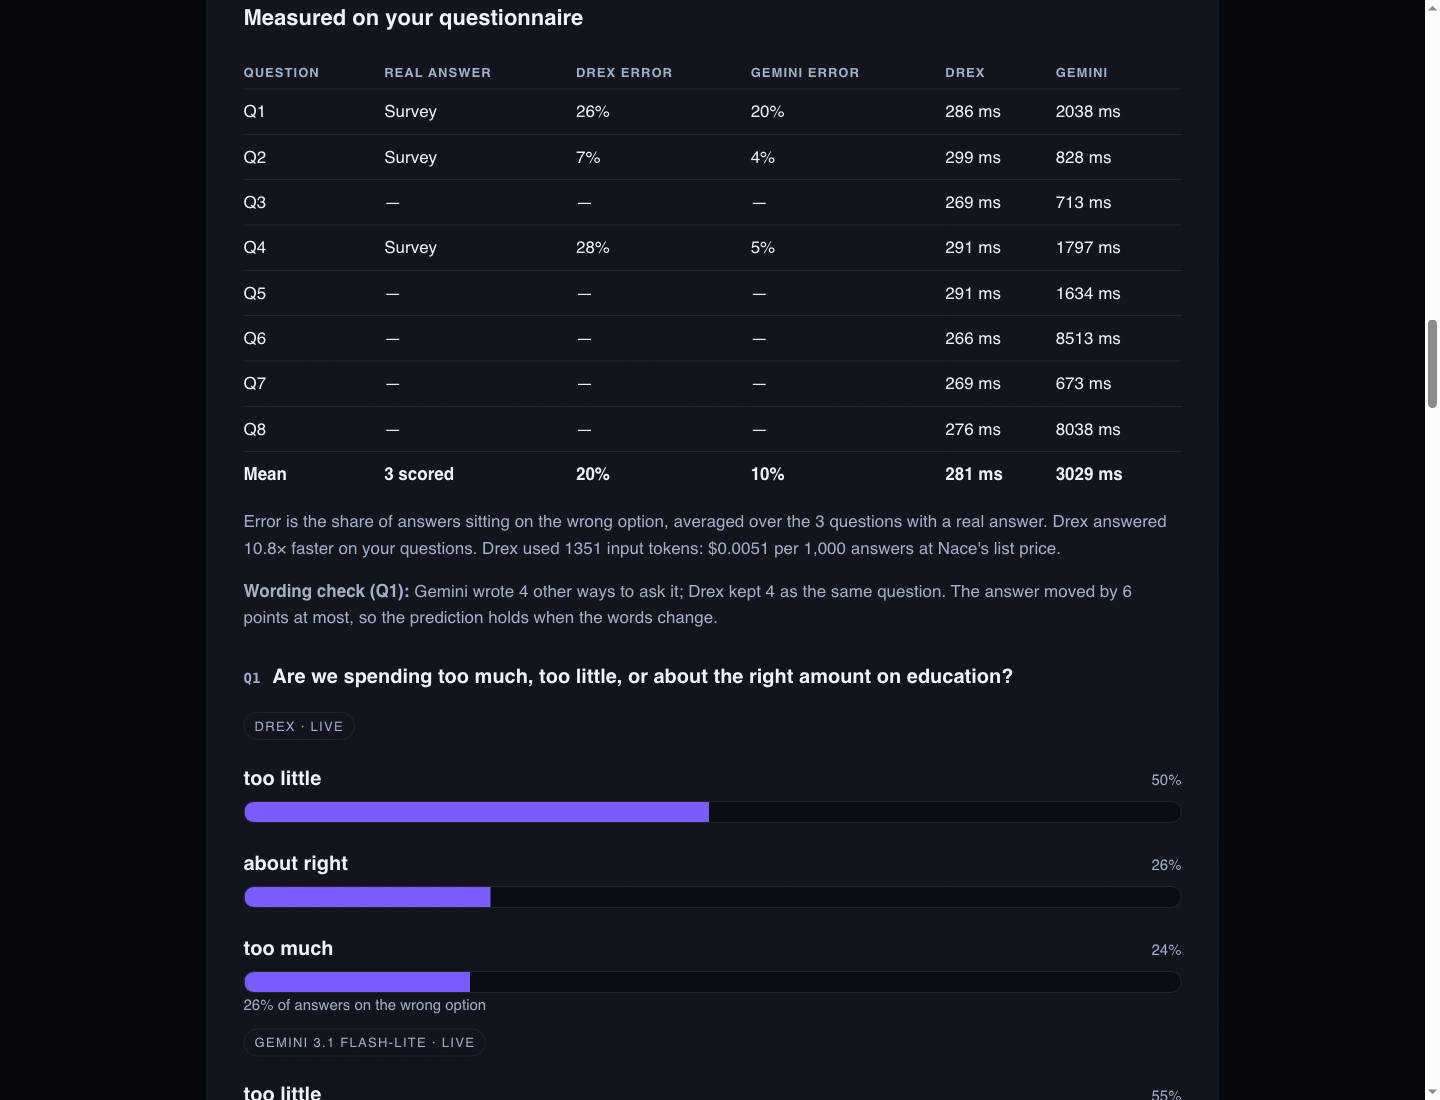 Measured on your questionnaire
QUESTION REAL ANSWER DREX ERROR GEMINI ERROR DREX GEMINI
Q1 Survey 26% 20% 286 ms 2038 ms
Q2 Survey 7% 4% 299 ms 828 ms
Q3 — — — 269 ms 713 ms
Q4 Survey 28% 5% 291 ms 1797 ms
Q5 — — — 291 ms 1634 ms
Q6 — — — 266 ms 8513 ms
Q7 — — — 269 ms 673 ms
Q8 — — — 276 ms 8038 ms
Mean 3 scored 20% 10% 281 ms 3029 ms
Error is the share of answers sitting on the wrong option, averaged over the 3 questions with a real answer. Drex answered
10.8× faster on your questions. Drex used 1351 input tokens: $0.0051 per 1,000 answers at Nace's list price.
Wording check (Q1): Gemini wrote 4 other ways to ask it; Drex kept 4 as the same question. The answer moved by 6
points at most, so the prediction holds when the words change.
Q1 Are we spending too much, too little, or about the right amount on education?
DREX · LIVE
too little 50%
about right 26%
too much 24%
26% of answers on the wrong option
GEMINI 3.1 FLASH-LITE · LIVE
too little 55%